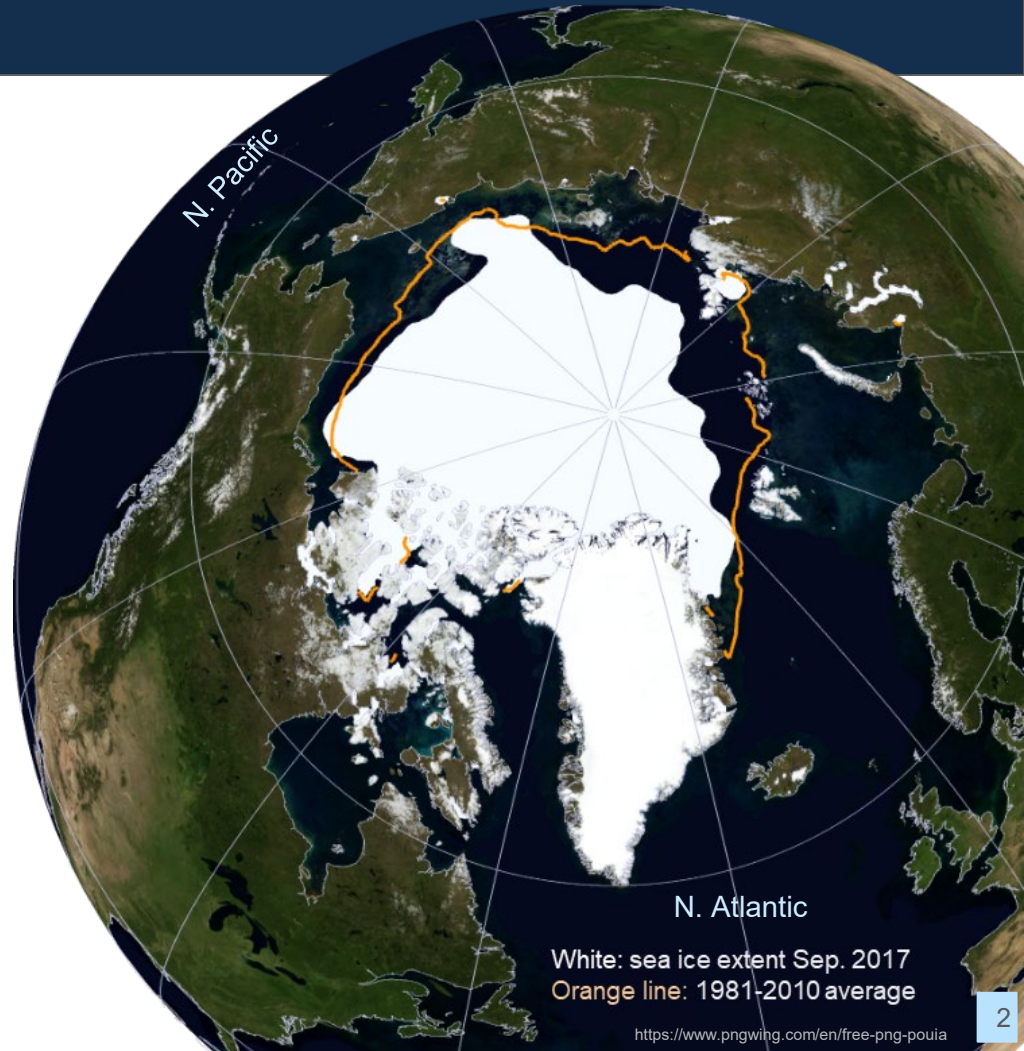 N. Pacific
N. Atlantic
White: sea ice extent Sep. 2017
Orange line: 1981-2010 average
https://www.pngwing.com/en/free-png-pouia
2